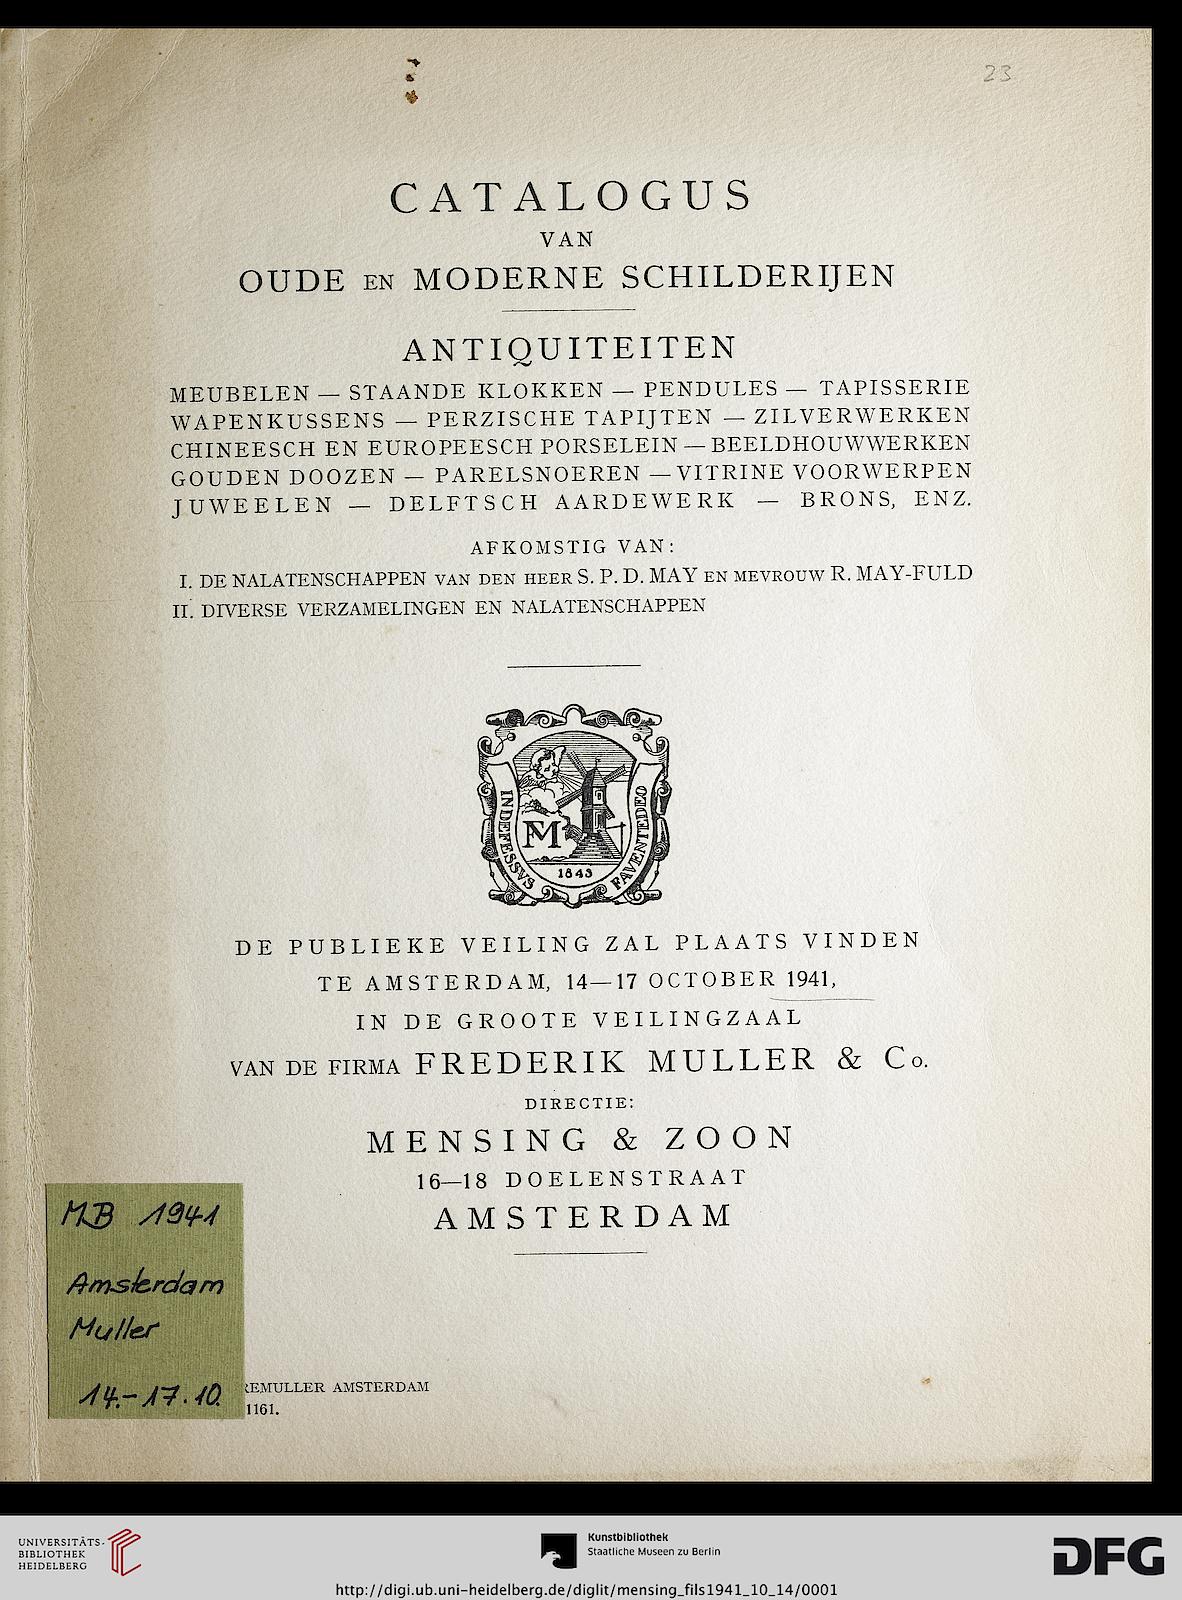 23
CATALOGUS
VAN
OUDE EN MODERNE SCHILDERIJEN
ANTIQUITEITEN
MEUBELEN — STAANDE KLOKKEN — PENDULES — TAPISSERIE
WAPENKUSSENS — PERZISCHE TAPIJTEN — ZILVERWERKEN
CHINEESCH EN EUROPEESCH PORSELEIN — BEELDHOUWWERKEN
GOUDEN DOOZEN — PARELSNOEREN — VITRINE VOORWERPEN
JUWEELEN — DELFTSCH AARDEWERK — BRONS, ENZ.
AFKOMSTIG VAN:
I. DE NALATENSCHAPPEN VAN DEN HEER S. P. D. MAY EN MEVROUW R. MAY-FULD
II. DIVERSE VERZAMELINGEN EN NALATENSCHAPPEN
INDEFESSVS FAVENTE DEO
FM
1843
DE PUBLIEKE VEILING ZAL PLAATS VINDEN
TE AMSTERDAM, 14—17 OCTOBER 1941,
IN DE GROOTE VEILINGZAAL
VAN DE FIRMA FREDERIK MULLER & Co.
DIRECTIE:
MENSING & ZOON
16—18 DOELENSTRAAT
AMSTERDAM
MB 1941
Amsterdam
Muller
14.-17.10.
REMULLER AMSTERDAM
1161.
UNIVERSITÄTS-
BIBLIOTHEK
HEIDELBERG
Kunstbibliothek
Staatliche Museen zu Berlin
DFG
http://digi.ub.uni-heidelberg.de/diglit/mensing_fils1941_10_14/0001